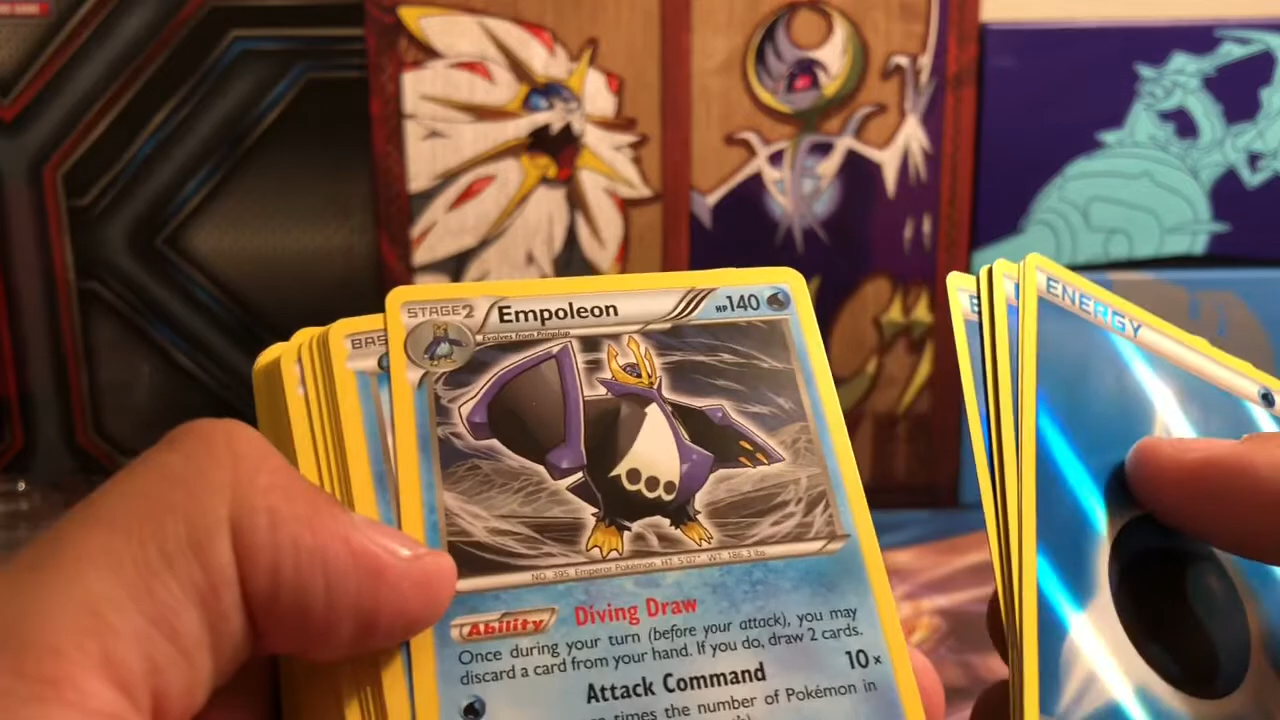 STAGE2 Empoleon HP140
Evolves from Prinplup
BAS
ENERGY
E
NO. 395 Emperor Pokémon HT: 5'07" WT: 186.3 lbs
Ability Diving Draw
Once during your turn (before your attack), you may
discard a card from your hand. If you do, draw 2 cards.
Attack Command 10×
times the number of Pokémon in